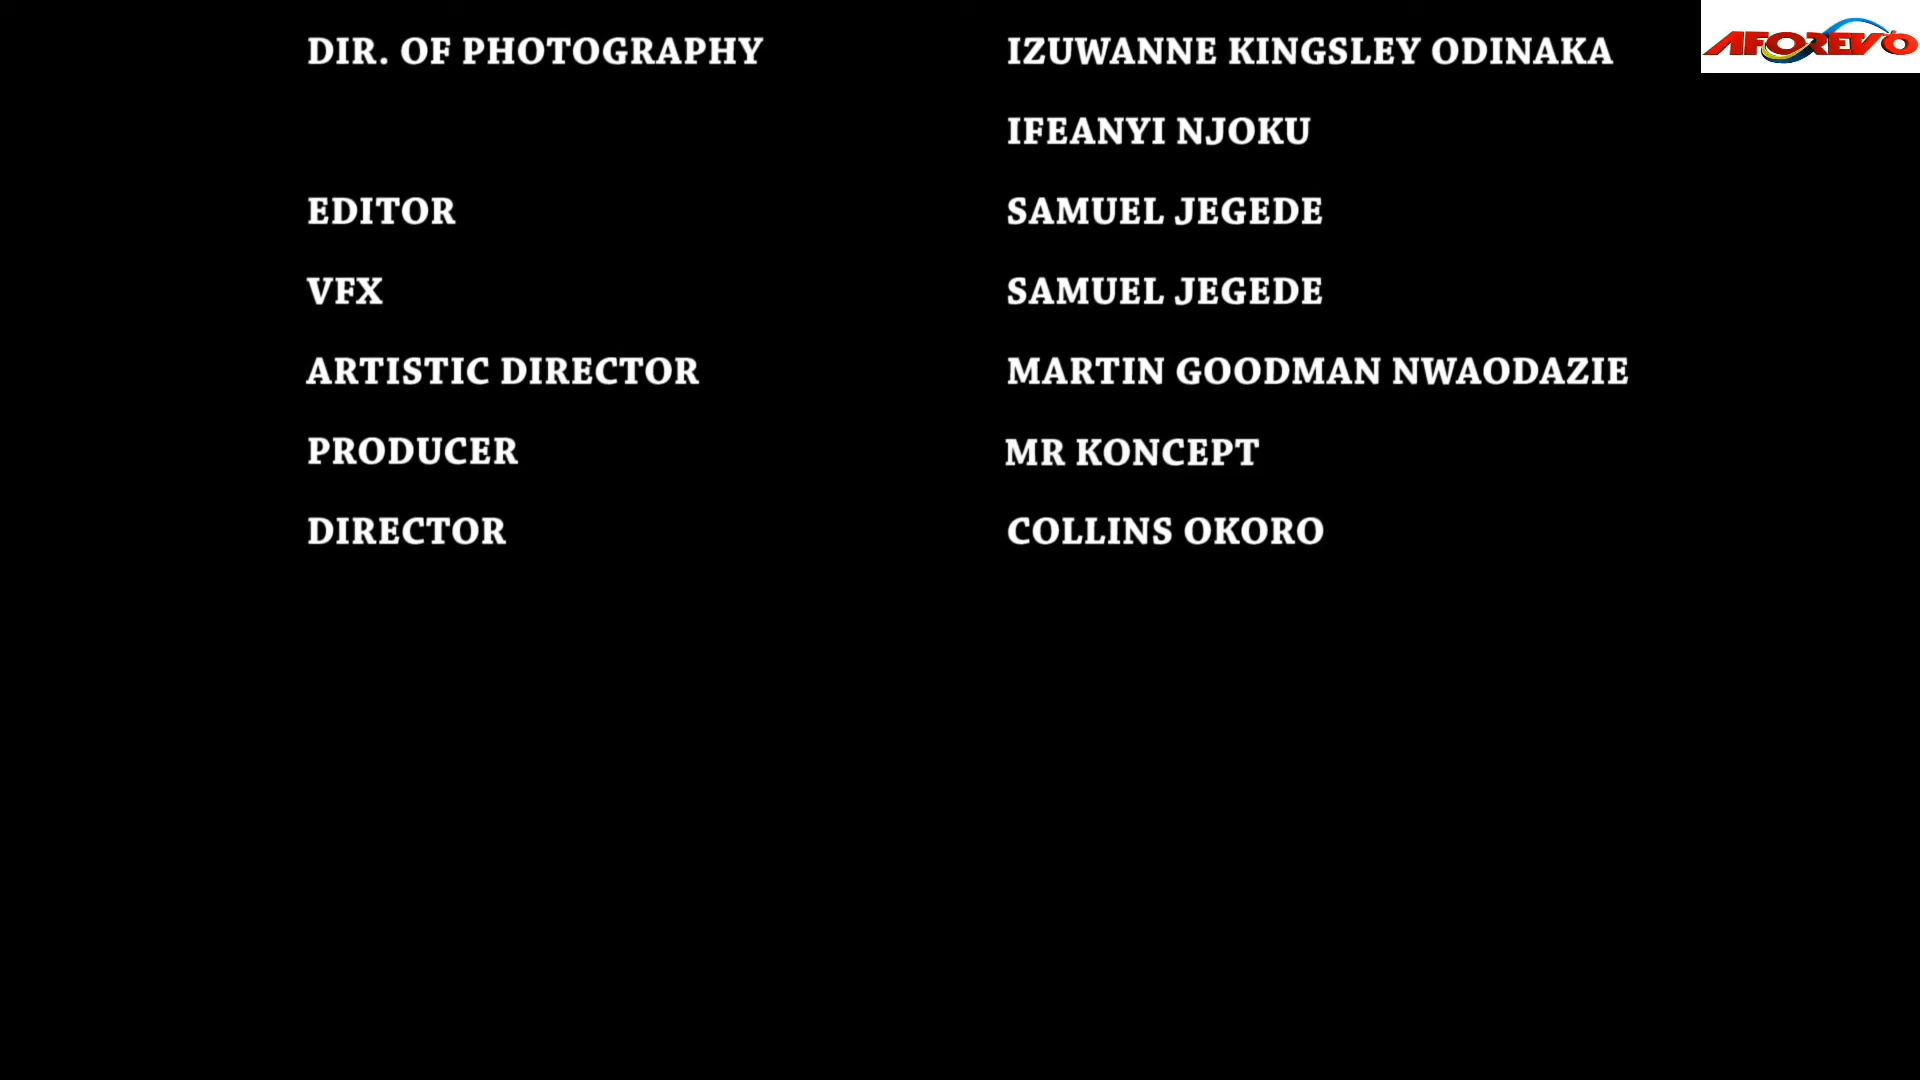 DIR. OF PHOTOGRAPHY IZUWANNE KINGSLEY ODINAKA
IFEANYI NJOKU
EDITOR SAMUEL JEGEDE
VFX SAMUEL JEGEDE
ARTISTIC DIRECTOR MARTIN GOODMAN NWAODAZIE
PRODUCER MR KONCEPT
DIRECTOR COLLINS OKORO
AFOREVO